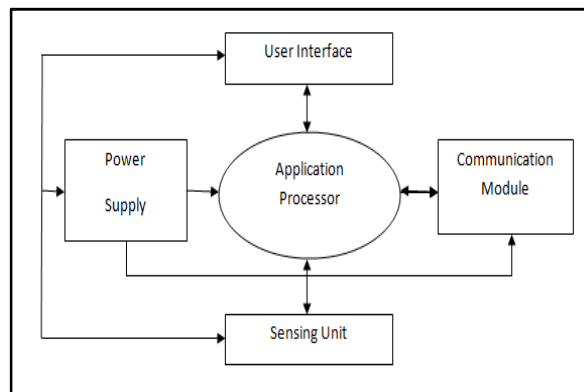 User Interface
Power
Supply
Application
Processor
Communication
Module
Sensing Unit